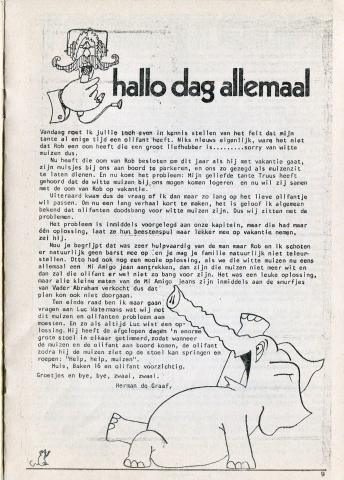 hallo dag allemaal
Vandaag moet ik jullie toch even in kennis stellen van het feit dat mijn
tante al enige tijd een olifant heeft. Niks nieuws eigenlijk, ware het niet
dat Rob een oom heeft die een groot liefhebber is.........sorry van witte
muizen dus.
Nu heeft die oom van Rob besloten om dit jaar als hij met vakantie gaat,
zijn muisjes bij ons aan boord te parkeren, en ons zo gezegd als muizenzit
te laten dienen. En nu komt het probleem: Mijn geliefde tante Truus heeft
gehoord dat de witte muizen bij ons mogen komen logeren en nu wil zij samen
met de oom van Rob op vakantie.
Uiteraard kwam dus de vraag of ik dan maar zo lang op het lieve olifantje
wil passen. Om nu een lang verhaal kort te maken, het is geloof ik algemeen
bekend dat olifanten doodsbang voor witte muizen zijn. Dus wij zitten met de
problemen.
Het probleem is inmiddels voorgelegd aan onze kapitein, maar die had maar
één oplossing, laat ze hun beestenspul maar lekker mee op vakantie nemen,
zei hij.
Nou je begrijpt dat was zeer hulpvaardig van de man maar Rob en ik schoten
er natuurlijk geen barst mee op en je mag je familie natuurlijk niet teleur-
stellen. Otto had ook nog een mooie oplossing, als we die witte muizen nu eens
allemaal een Mi Amigo jean aantrekken, dan zijn die muizen niet meer wit en
dan zal die olifant er wel niet zo bang voor zijn. Het was een leuke oplossing,
maar alle kleine maten van de Mi Amigo jeans zijn inmiddels aan de smurfjes
van Vader Abraham verkocht dus dat
plan kon ook niet doorgaan.
Ten einde raad ben ik maar gaan
vragen aan Luc Watermans wat wij met
dit muizen en olifanten probleem aan
moesten. En zo als altijd Luc wist een op-
lossing. Hij heeft de afgelopen dagen 'n enorme
grote stoel in elkaar getimmerd, zodat wanneer
de muizen en de olifant aan boord komen, de olifant
zodra hij de muizen ziet op de stoel kan springen en
roepen: "Help, help, muizen".
Muis, Baken 16 en olifant voorzichtig.
Groetjes en bye, bye, zwaai, zwaai.
Herman de Graaf.
9